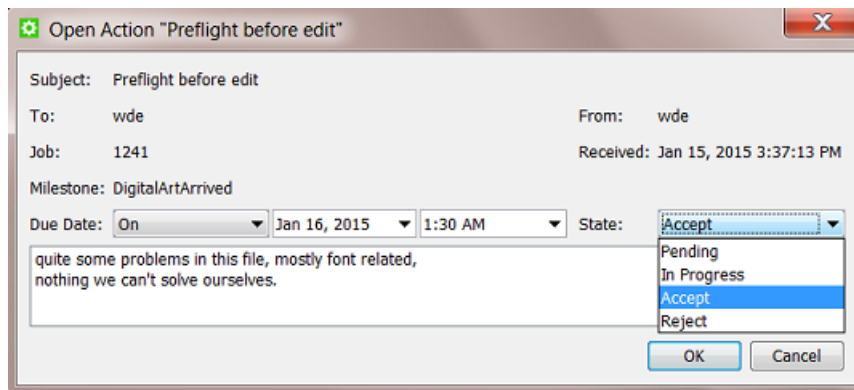 Open Action "Preflight before edit"
Subject: Preflight before edit
To: wde From: wde
Job: 1241 Received: Jan 15, 2015 3:37:13 PM
Milestone: DigitalArtArrived
Due Date: On Jan 16, 2015 1:30 AM State: Accept
quite some problems in this file, mostly font related,
nothing we can't solve ourselves.
Pending
In Progress
Accept
Reject
OK Cancel